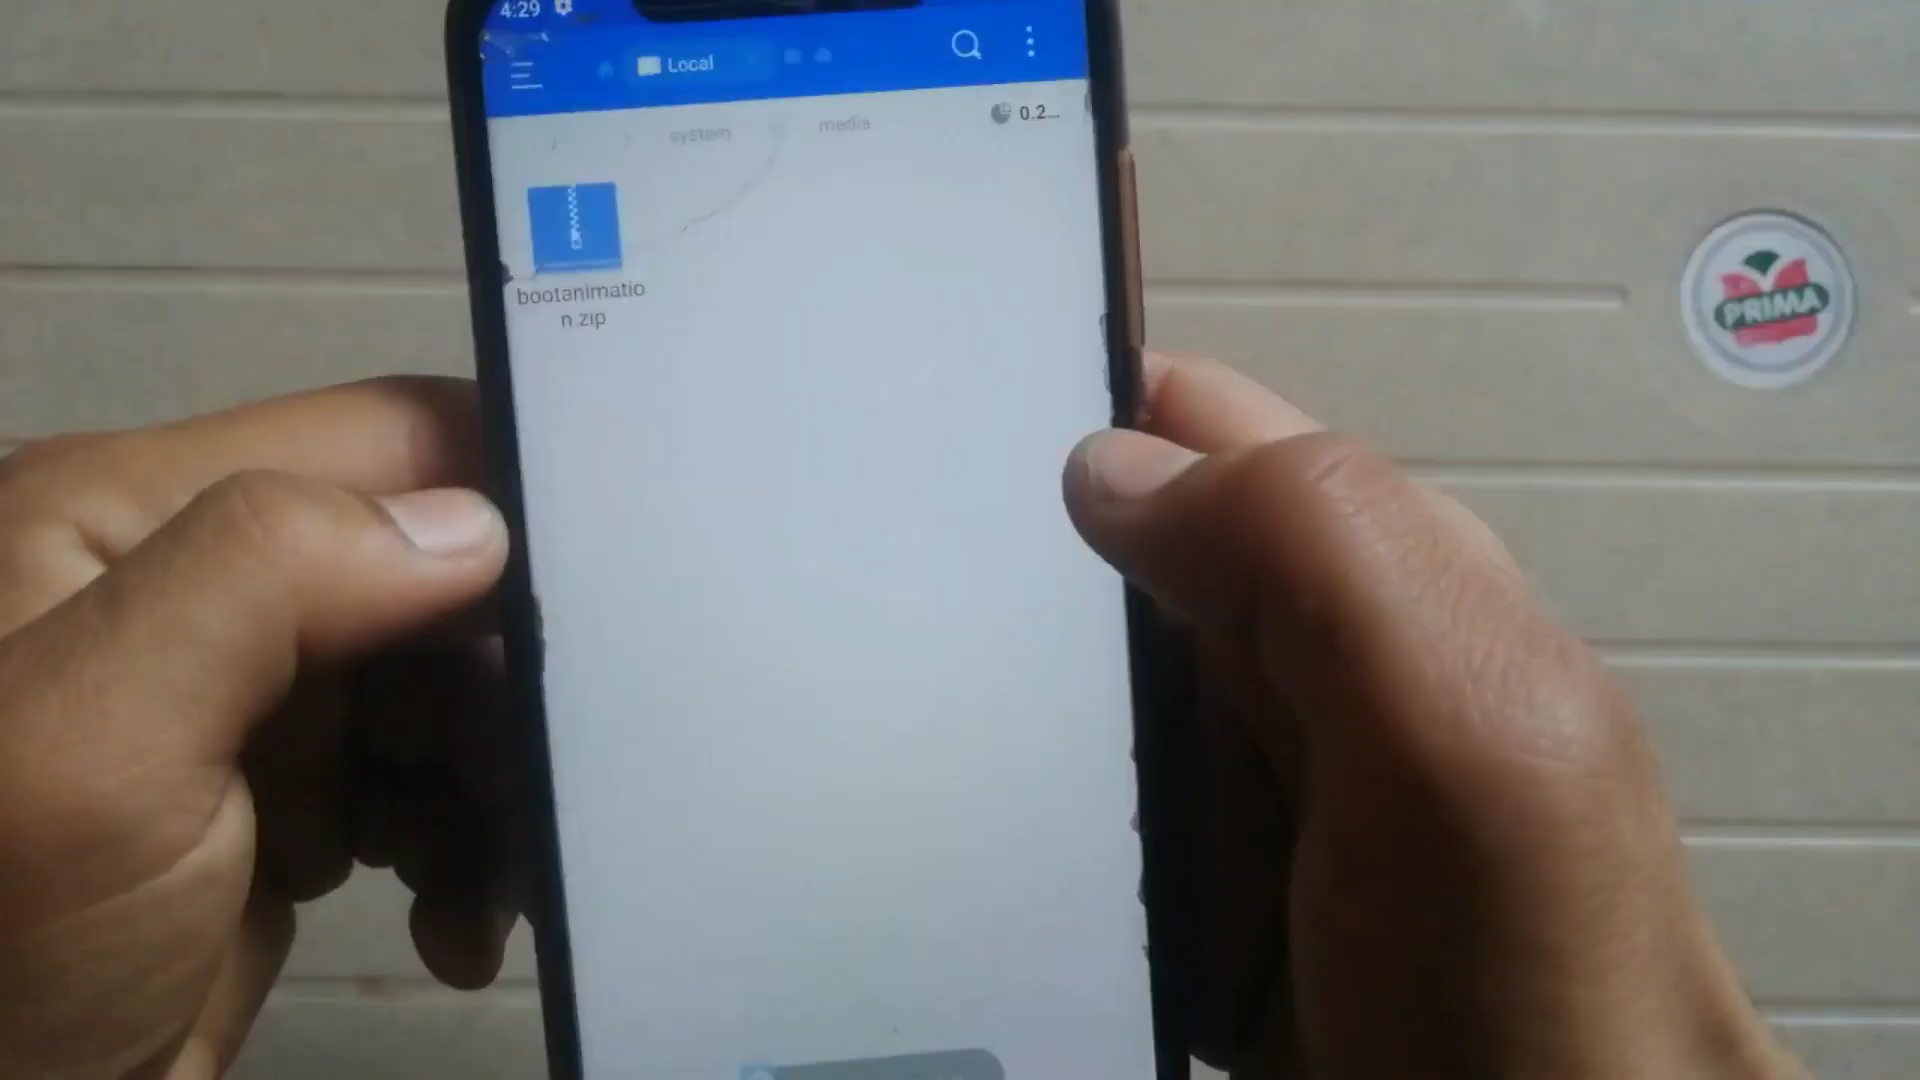 4:29
Local
/ system media 0.2...
bootanimatio
n.zip
PRIMA